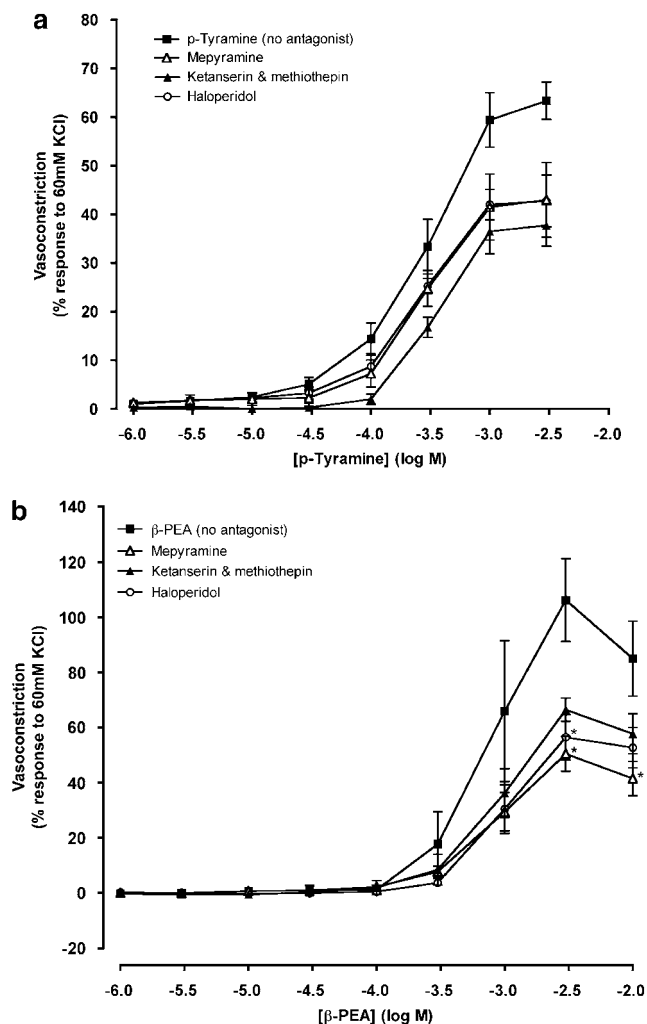 a
80
70
60
50
40
30
20
10
0
Vasoconstriction
(% response to 60mM KCl)
p-Tyramine (no antagonist)
Mepyramine
Ketanserin & methiothepin
Haloperidol
-6.0 -5.5 -5.0 -4.5 -4.0 -3.5 -3.0 -2.5 -2.0
[p-Tyramine] (log M)
b
140
120
100
80
60
40
20
0
-20
Vasoconstriction
(% response to 60mM KCl)
β-PEA (no antagonist)
Mepyramine
Ketanserin & methiothepin
Haloperidol
*
*
*
-6.0 -5.5 -5.0 -4.5 -4.0 -3.5 -3.0 -2.5 -2.0
[β-PEA] (log M)